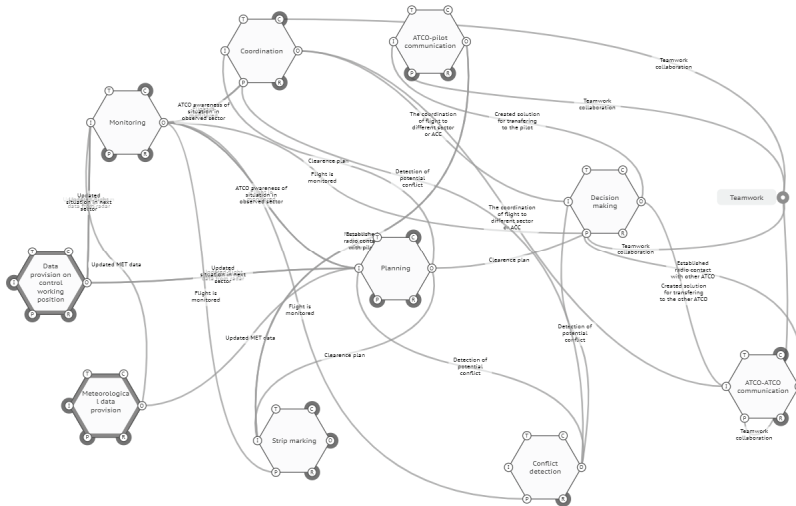 T
C
I
Coordination
O
P
R
T
C
I
ATCO-pilot
communication
O
P
R
Teamwork
collaboration
T
C
I
Monitoring
O
P
R
ATCO awareness of
situation in
observed sector
Teamwork
collaboration
The coordination
of flight to
different sector
or ACC
Created solution
for transfering
to the pilot
Clearence plan
Flight is
monitored
Detection of
potential
conflict
T
C
I
Decision
making
O
P
R
Teamwork
ATCO awareness of
situation in
observed sector
Updated
situation in next
sector
The coordination
of flight to
different sector
or ACC
Established
radio conta
C
I
Planning
O
P
R
Teamwork
collaboration
Clearence plan
Established
radio contact
with other ATCO
Created solution
for transfering
to the other ATCO
T
C
I
Data
provision on
control
working
position
O
P
R
Updated MET data
Updated
situation in next
sector
Flight is
monitored
Flight is
monitored
Updated MET data
Clearence plan
Detection of
potential
conflict
Detection of
potential
conflict
T
C
I
Meteorologica
l data
provision
O
P
R
T
C
I
Strip marking
O
P
R
T
C
I
Conflict
detection
O
P
R
T
C
I
ATCO-ATCO
communication
P
R
Teamwork
collaboration